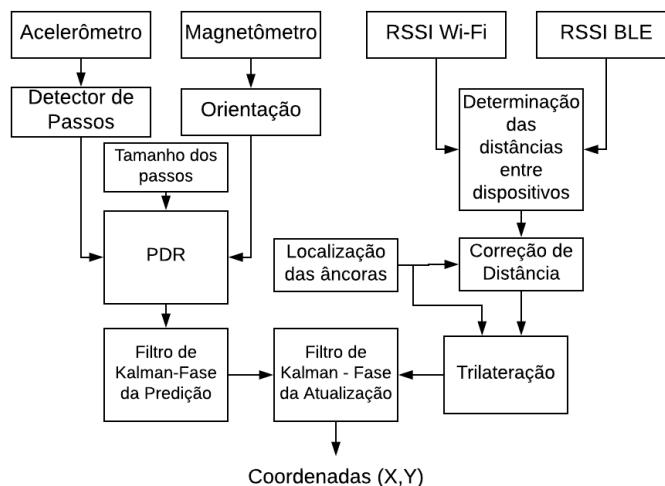 Acelerômetro
Magnetômetro
RSSI Wi-Fi
RSSI BLE
Detector de
Passos
Orientação
Determinação
das
distâncias
entre
dispositivos
Tamanho dos
passos
PDR
Localização
das âncoras
Correção de
Distância
Filtro de
Kalman-Fase
da Predição
Filtro de
Kalman - Fase
da Atualização
Trilateração
Coordenadas (X,Y)